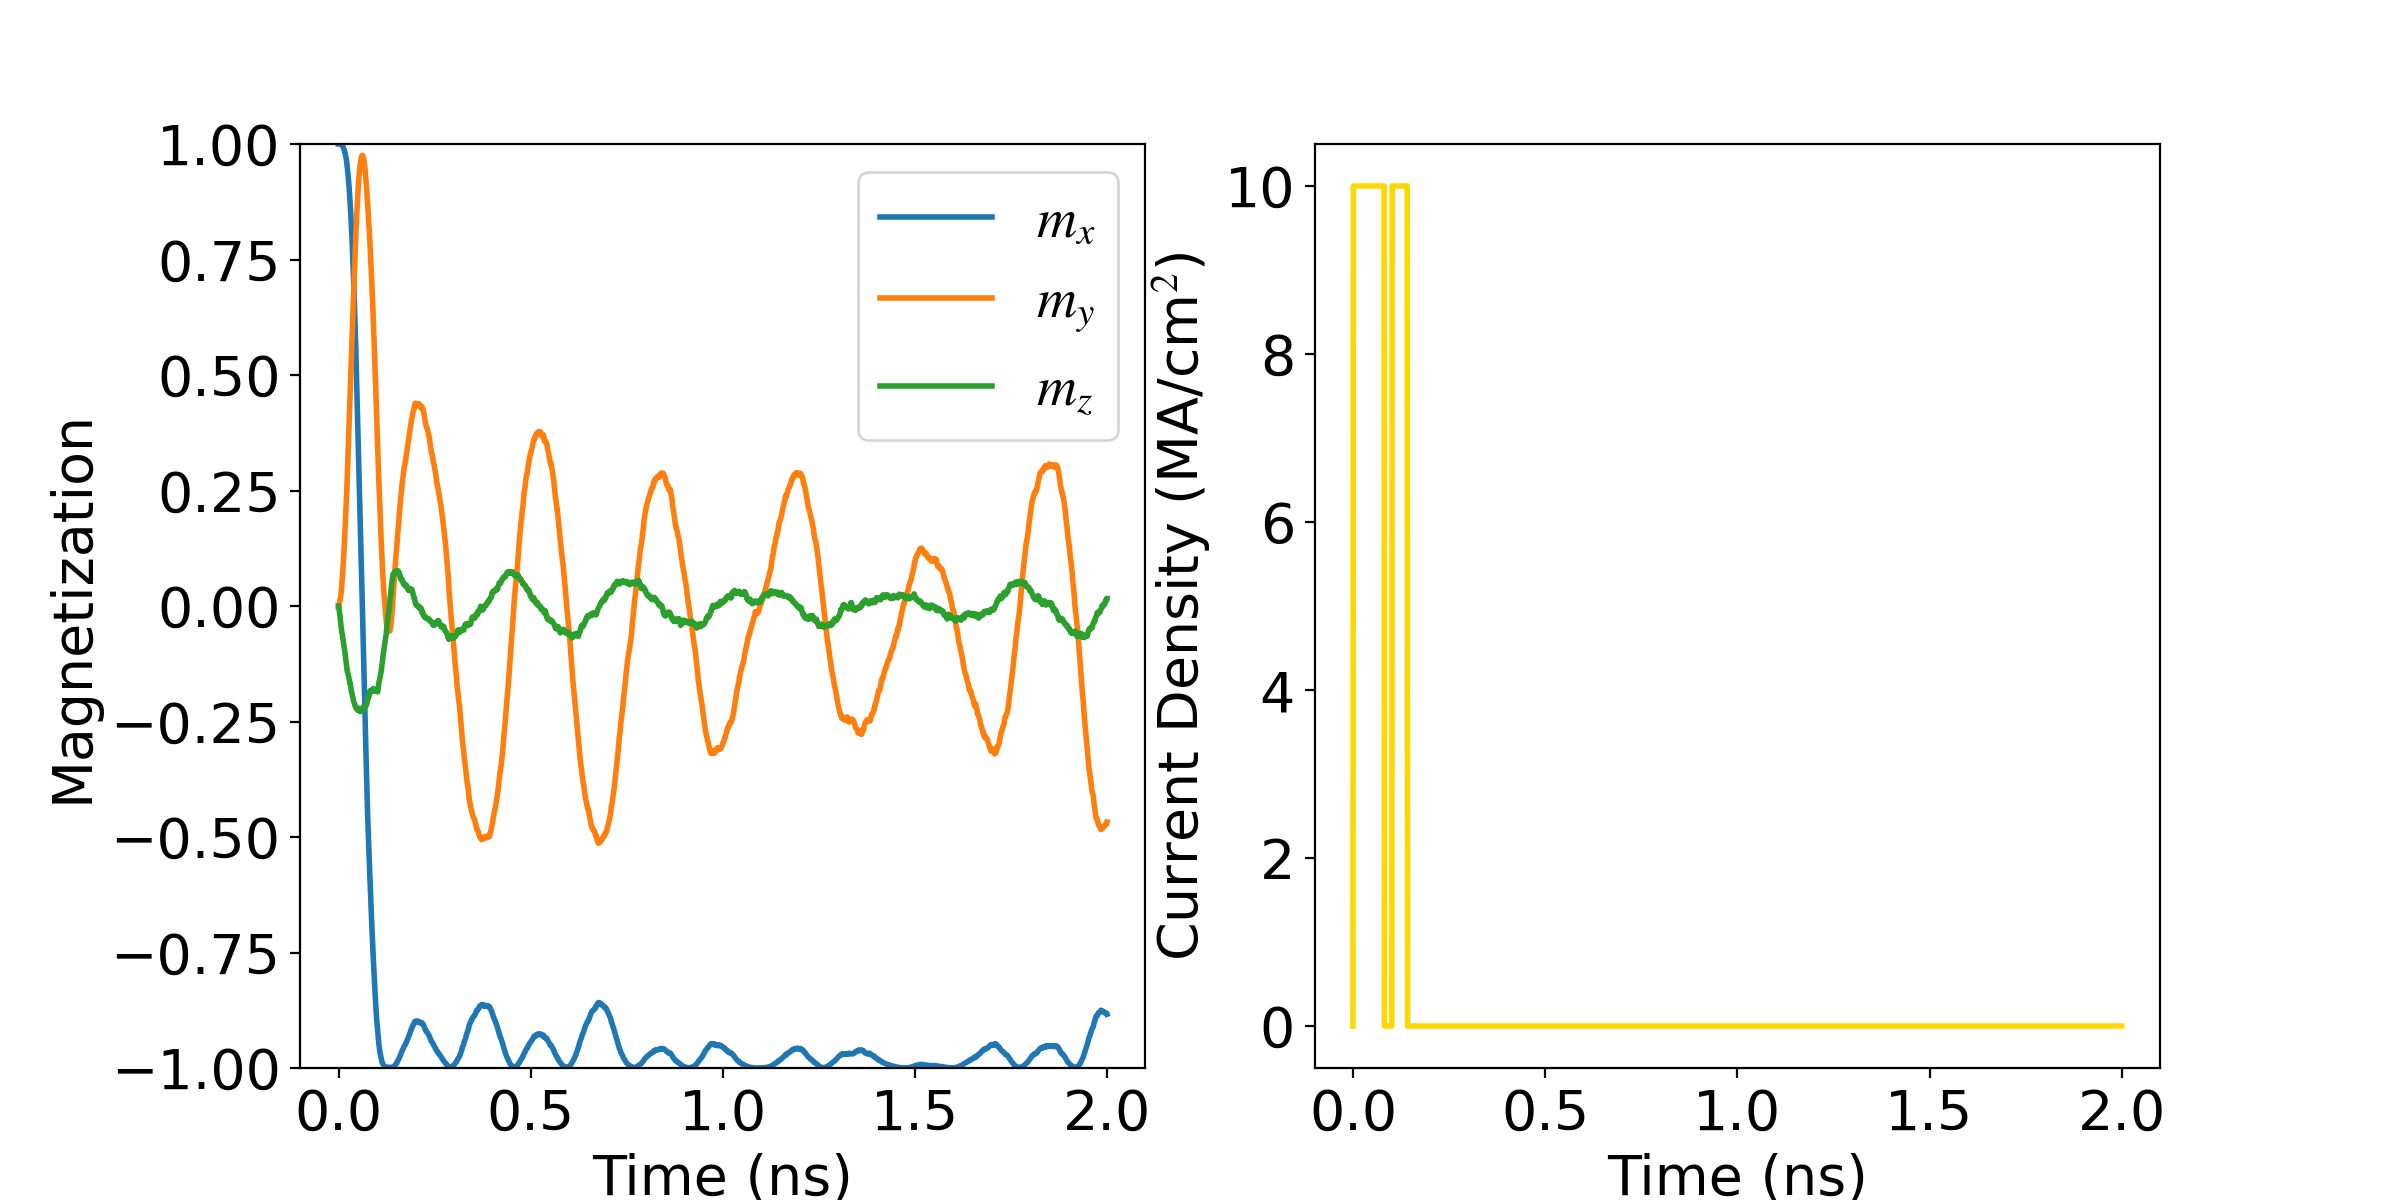 Magnetization
1.00
0.75
0.50
0.25
0.00
−0.25
−0.50
−0.75
−1.00
0.0 0.5 1.0 1.5 2.0
Time (ns)
m_x
m_y
m_z
Current Density (MA/cm²)
10
8
6
4
2
0
0.0 0.5 1.0 1.5 2.0
Time (ns)